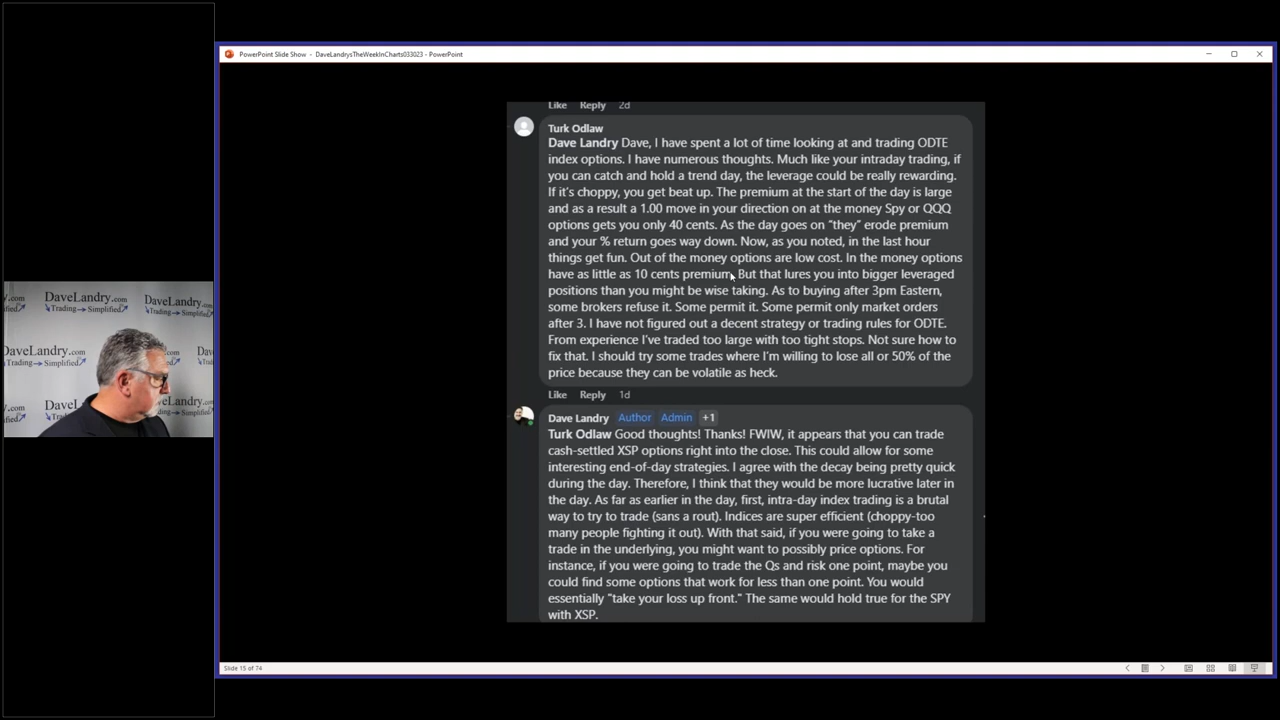 PowerPoint Slide Show - DaveLandrysTheWeekInCharts033023 - PowerPoint
Like Reply 2d
Turk Odlaw
Dave Landry Dave, I have spent a lot of time looking at and trading ODTE
index options. I have numerous thoughts. Much like your intraday trading, if
you can catch and hold a trend day, the leverage could be really rewarding.
If it's choppy, you get beat up. The premium at the start of the day is large
and as a result a 1.00 move in your direction on at the money Spy or QQQ
options gets you only 40 cents. As the day goes on "they" erode premium
and your % return goes way down. Now, as you noted, in the last hour
things get fun. Out of the money options are low cost. In the money options
have as little as 10 cents premium. But that lures you into bigger leveraged
positions than you might be wise taking. As to buying after 3pm Eastern,
some brokers refuse it. Some permit it. Some permit only market orders
after 3. I have not figured out a decent strategy or trading rules for ODTE.
From experience I've traded too large with too tight stops. Not sure how to
fix that. I should try some trades where I'm willing to lose all or 50% of the
price because they can be volatile as heck.
Like Reply 1d
Dave Landry Author Admin +1
Turk Odlaw Good thoughts! Thanks! FWIW, it appears that you can trade
cash-settled XSP options right into the close. This could allow for some
interesting end-of-day strategies. I agree with the decay being pretty quick
during the day. Therefore, I think that they would be more lucrative later in
the day. As far as earlier in the day, first, intra-day index trading is a brutal
way to try to trade (sans a rout). Indices are super efficient (choppy-too
many people fighting it out). With that said, if you were going to take a
trade in the underlying, you might want to possibly price options. For
instance, if you were going to trade the Qs and risk one point, maybe you
could find some options that work for less than one point. You would
essentially "take your loss up front." The same would hold true for the SPY
with XSP.
DaveLandry.com
Trading Simplified
Slide 15 of 74